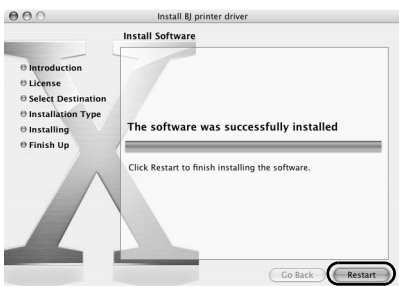 Install BJ printer driver
Install Software
Introduction
License
Select Destination
Installation Type
Installing
Finish Up
The software was successfully installed
Click Restart to finish installing the software.
Go Back
Restart